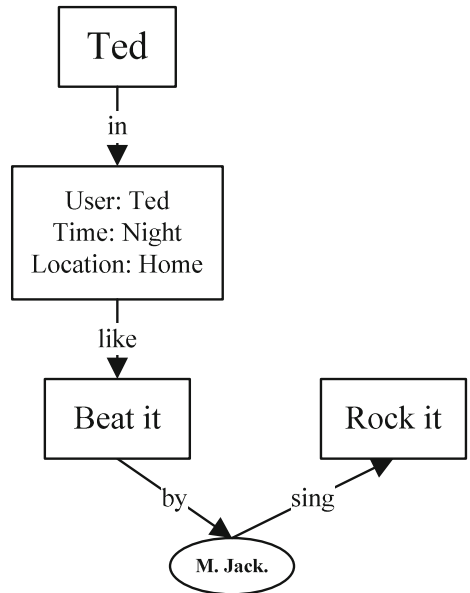 Ted
in
User: Ted
Time: Night
Location: Home
like
Beat it
Rock it
by
sing
M. Jack.